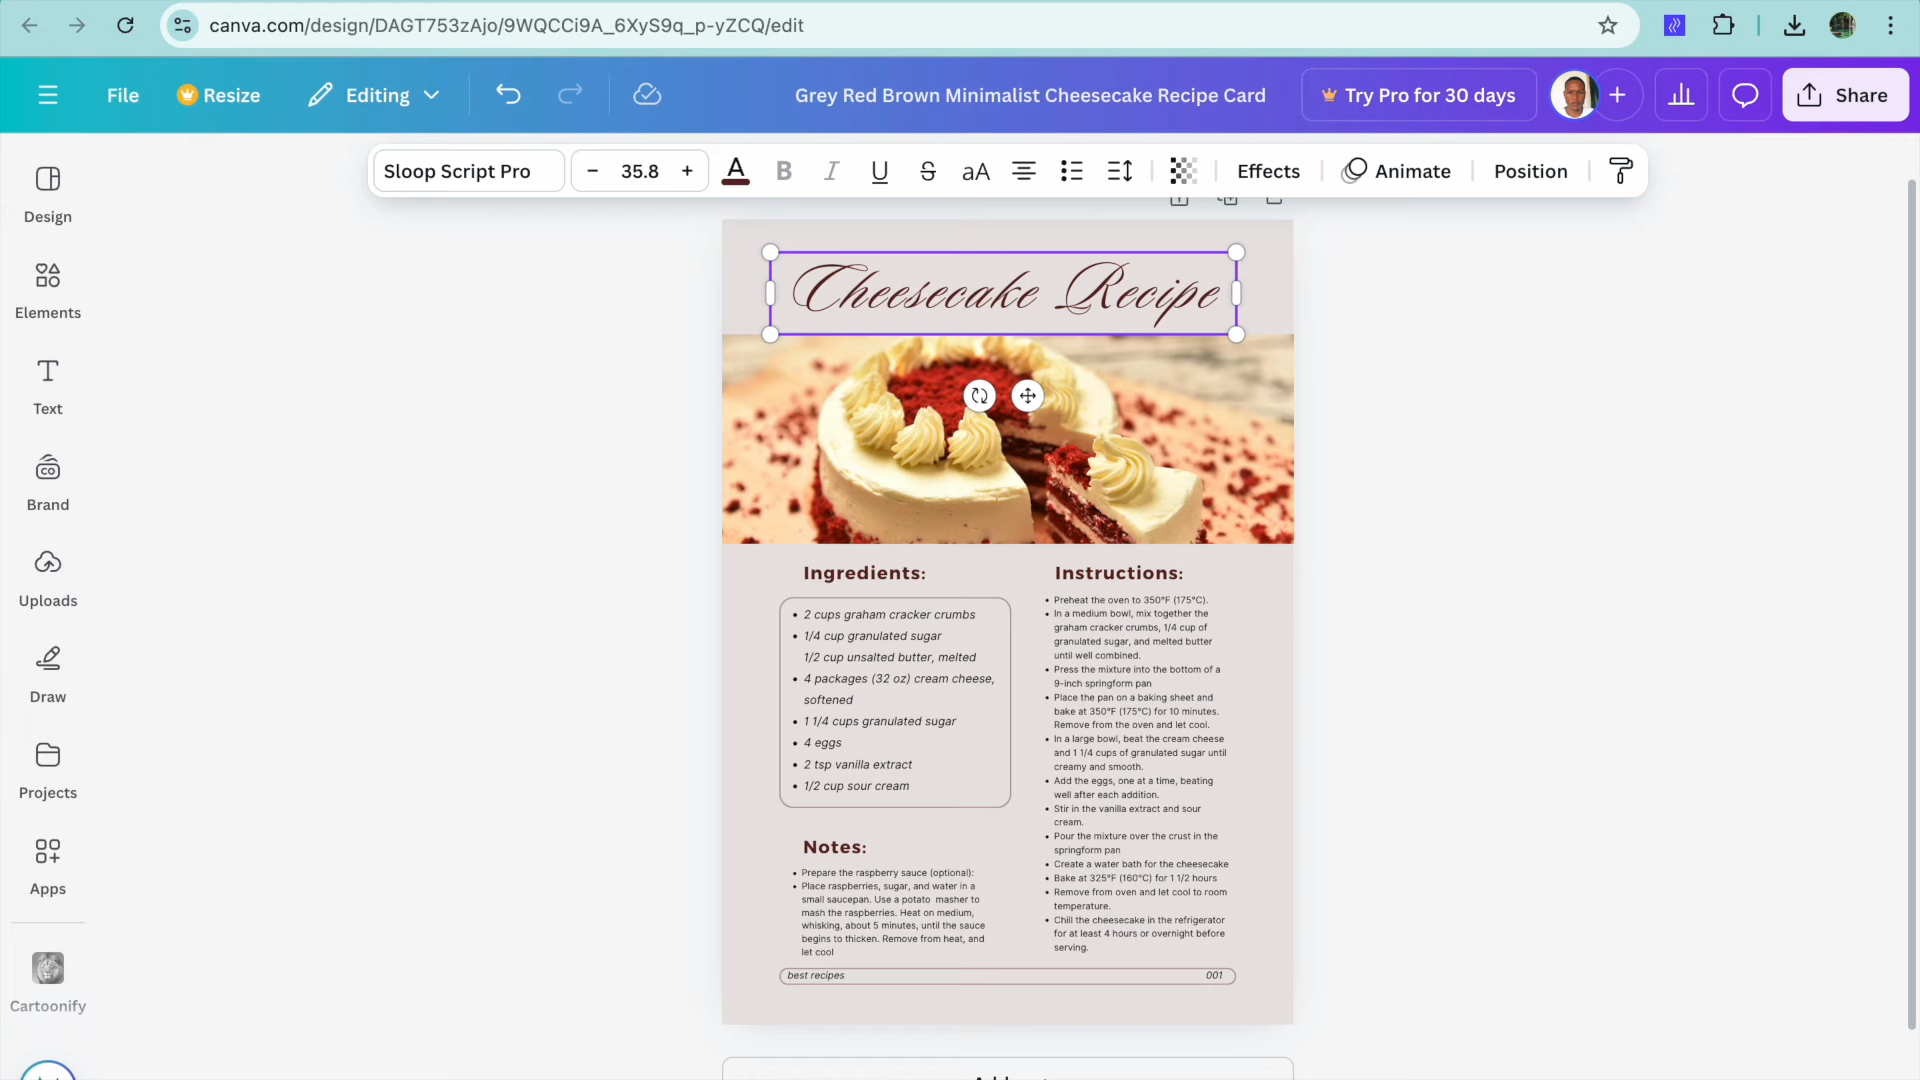 canva.com/design/DAGT753zAjo/9WQCCi9A_6XyS9q_p-yZCQ/edit
File
Resize
Editing
Grey Red Brown Minimalist Cheesecake Recipe Card
Try Pro for 30 days
Share
Sloop Script Pro
− 35.8 +
A
B
I
U
S
aA
Effects
Animate
Position
Design
Elements
Text
Brand
Uploads
Draw
Projects
Apps
Cartoonify
Cheesecake Recipe
Ingredients:
• 2 cups graham cracker crumbs
• 1/4 cup granulated sugar
1/2 cup unsalted butter, melted
• 4 packages (32 oz) cream cheese,
softened
• 1 1/4 cups granulated sugar
• 4 eggs
• 2 tsp vanilla extract
• 1/2 cup sour cream
Notes:
• Prepare the raspberry sauce (optional):
• Place raspberries, sugar, and water in a
small saucepan. Use a potato masher to
mash the raspberries. Heat on medium,
whisking, about 5 minutes, until the sauce
begins to thicken. Remove from heat, and
let cool
Instructions:
• Preheat the oven to 350°F (175°C).
• In a medium bowl, mix together the
graham cracker crumbs, 1/4 cup of
granulated sugar, and melted butter
until well combined.
• Press the mixture into the bottom of a
9-inch springform pan
• Place the pan on a baking sheet and
bake at 350°F (175°C) for 10 minutes.
Remove from the oven and let cool.
• In a large bowl, beat the cream cheese
and 1 1/4 cups of granulated sugar until
creamy and smooth.
• Add the eggs, one at a time, beating
well after each addition.
• Stir in the vanilla extract and sour
cream.
• Pour the mixture over the crust in the
springform pan
• Create a water bath for the cheesecake
• Bake at 325°F (160°C) for 1 1/2 hours
• Remove from oven and let cool to room
temperature.
• Chill the cheesecake in the refrigerator
for at least 4 hours or overnight before
serving.
best recipes 001